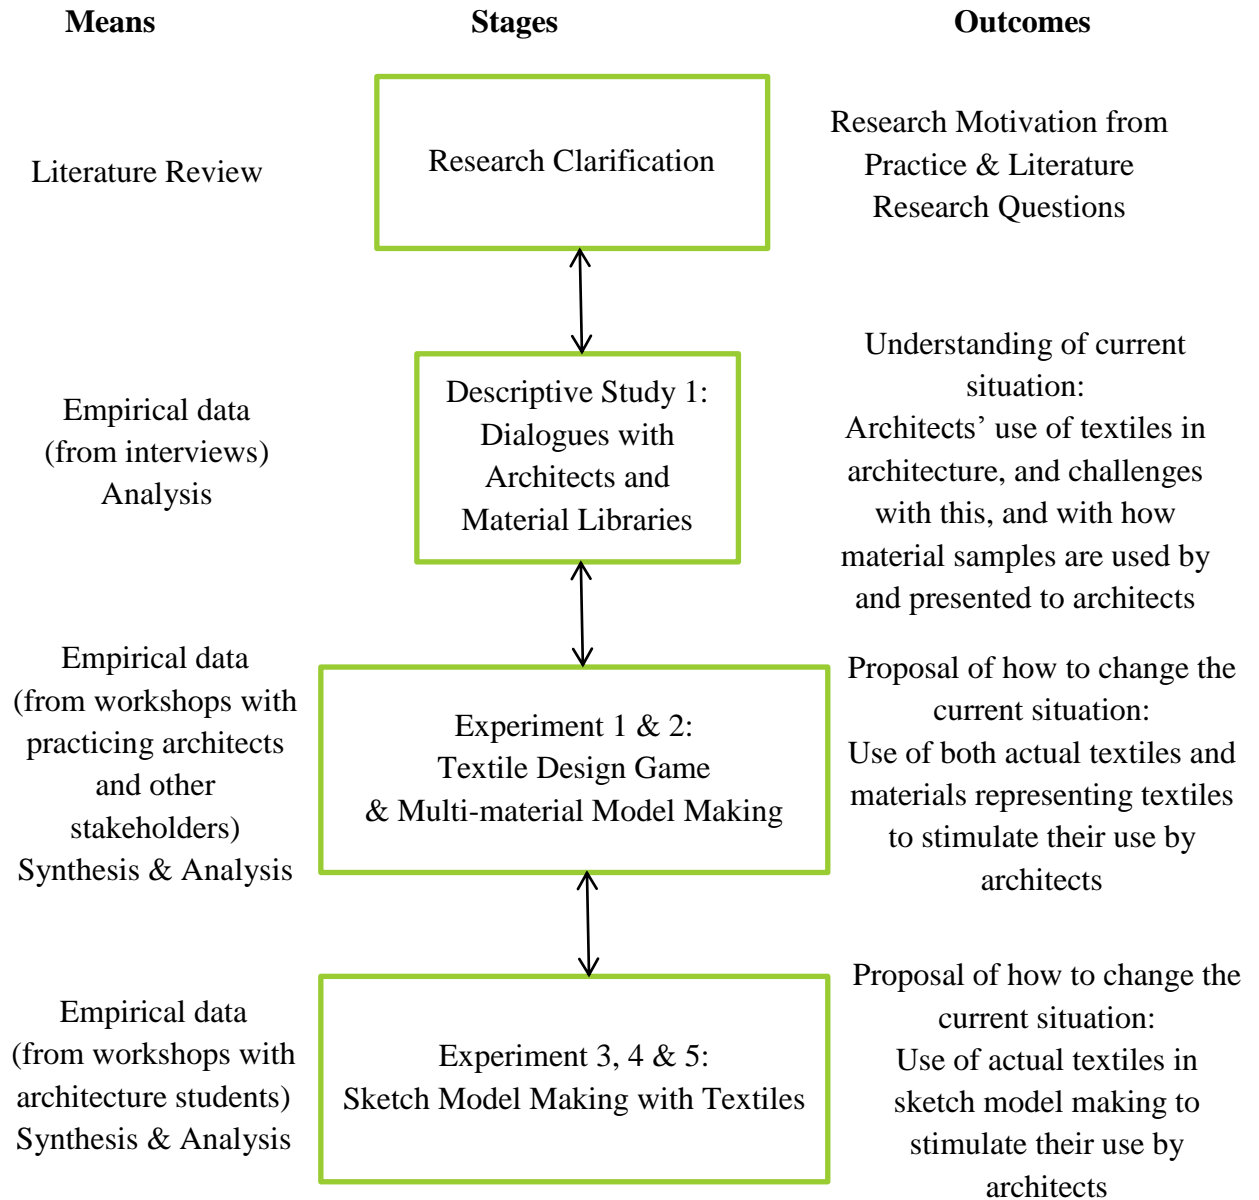 Means
Stages
Outcomes
Literature Review
Research Clarification
Research Motivation from
Practice & Literature
Research Questions
Empirical data
(from interviews)
Analysis
Descriptive Study 1:
Dialogues with
Architects and
Material Libraries
Understanding of current
situation:
Architects’ use of textiles in
architecture, and challenges
with this, and with how
material samples are used by
and presented to architects
Empirical data
(from workshops with
practicing architects
and other
stakeholders)
Synthesis & Analysis
Experiment 1 & 2:
Textile Design Game
& Multi-material Model Making
Proposal of how to change the
current situation:
Use of both actual textiles and
materials representing textiles
to stimulate their use by
architects
Empirical data
(from workshops with
architecture students)
Synthesis & Analysis
Experiment 3, 4 & 5:
Sketch Model Making with Textiles
Proposal of how to change the
current situation:
Use of actual textiles in
sketch model making to
stimulate their use by
architects